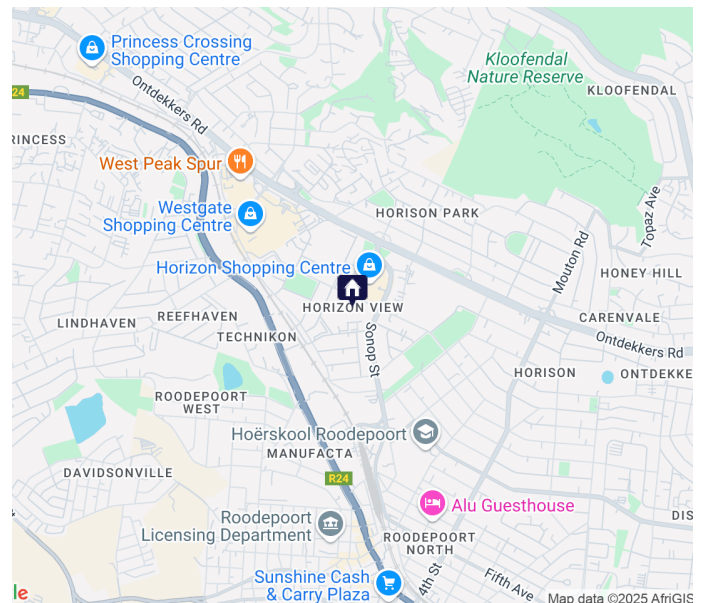 Princess Crossing
Shopping Centre
Kloofendal
Nature Reserve
KLOOFENDAL
24
Ontdekkers Rd
RINCESS
West Peak Spur
Westgate
Shopping Centre
HORISON PARK
Topaz Ave
Mouton Rd
Horizon Shopping Centre
HONEY HILL
HORIZON VIEW
LINDHAVEN
REEFHAVEN
TECHNIKON
Sonop St
CARENVALE
Ontdekkers Rd
HORISON
ONTDEKKE
ROODEPOORT
WEST
Hoërskool Roodepoort
MANUFACTA
DAVIDSONVILLE
R24
Alu Guesthouse
Roodepoort
Licensing Department
DIS
ROODEPOORT
NORTH
Sunshine Cash
& Carry Plaza
4th St
Fifth Ave
le
Map data ©2025 AfriGIS